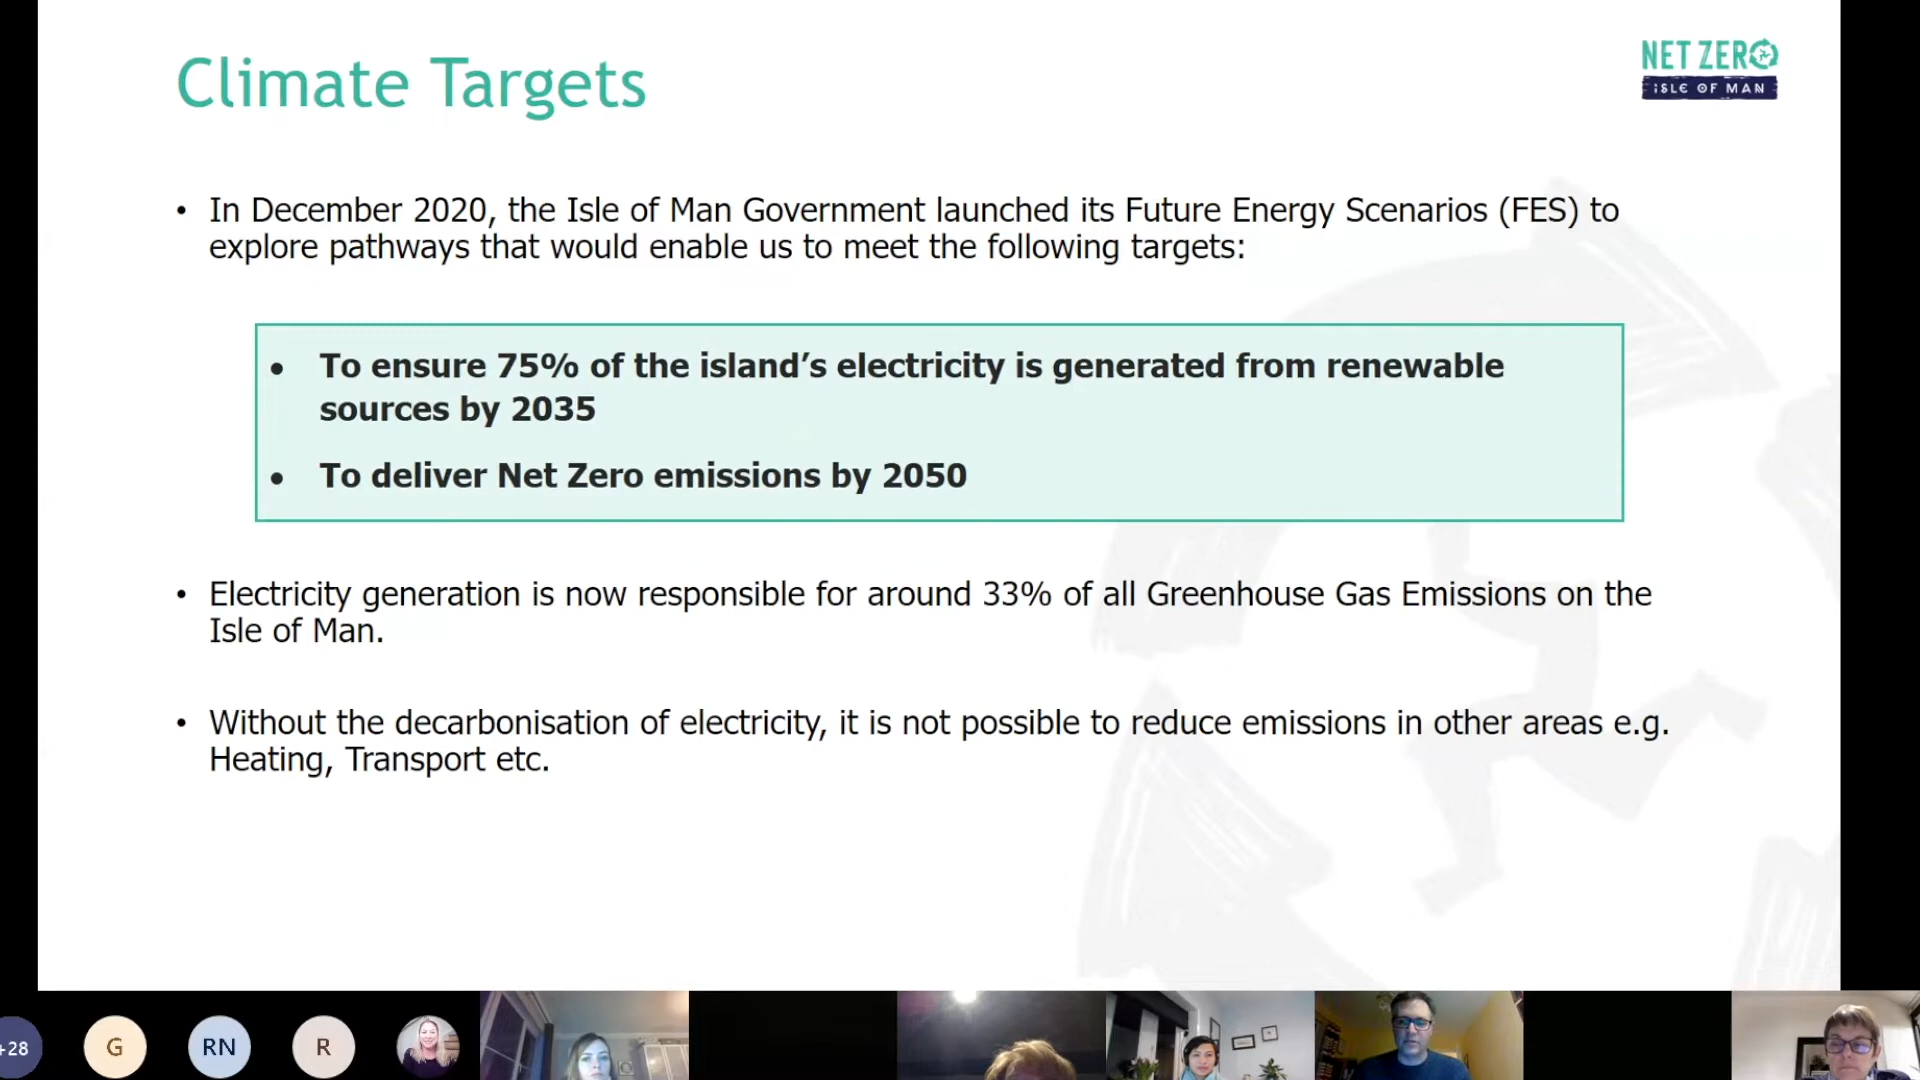 Climate Targets
NET ZERO
ISLE OF MAN
• In December 2020, the Isle of Man Government launched its Future Energy Scenarios (FES) to
explore pathways that would enable us to meet the following targets:
• To ensure 75% of the island’s electricity is generated from renewable
sources by 2035
• To deliver Net Zero emissions by 2050
• Electricity generation is now responsible for around 33% of all Greenhouse Gas Emissions on the
Isle of Man.
• Without the decarbonisation of electricity, it is not possible to reduce emissions in other areas e.g.
Heating, Transport etc.
+28
G
RN
R